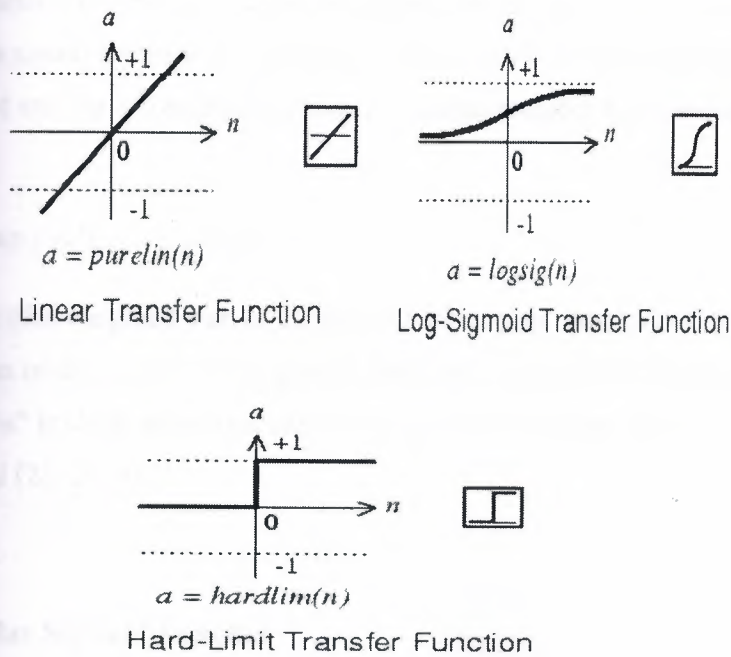 a
+1
n
0
-1
a = purelin(n)
Linear Transfer Function
a
+1
n
0
-1
a = logsig(n)
Log-Sigmoid Transfer Function
a
+1
n
0
-1
a = hardlim(n)
Hard-Limit Transfer Function